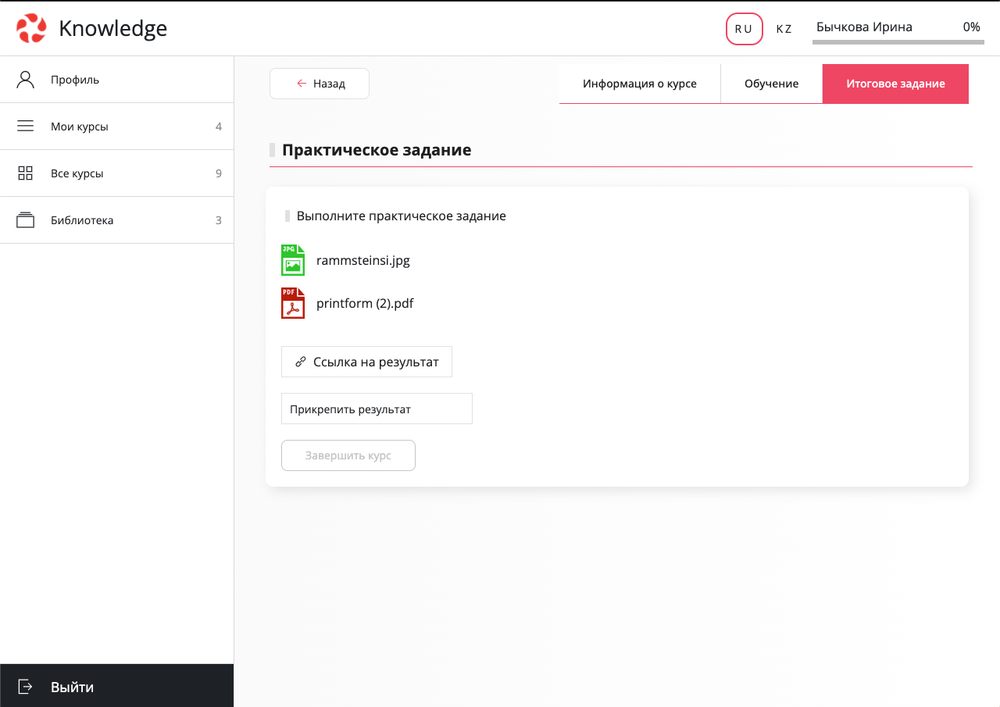 Knowledge
RU
KZ
Бычкова Ирина 0%
Профиль
Мои курсы 4
Все курсы 9
Библиотека 3
Выйти
← Назад
Информация о курсе
Обучение
Итоговое задание
Практическое задание
Выполните практическое задание
JPG
rammsteinsi.jpg
PDF
printform (2).pdf
Ссылка на результат
Прикрепить результат
Завершить курс